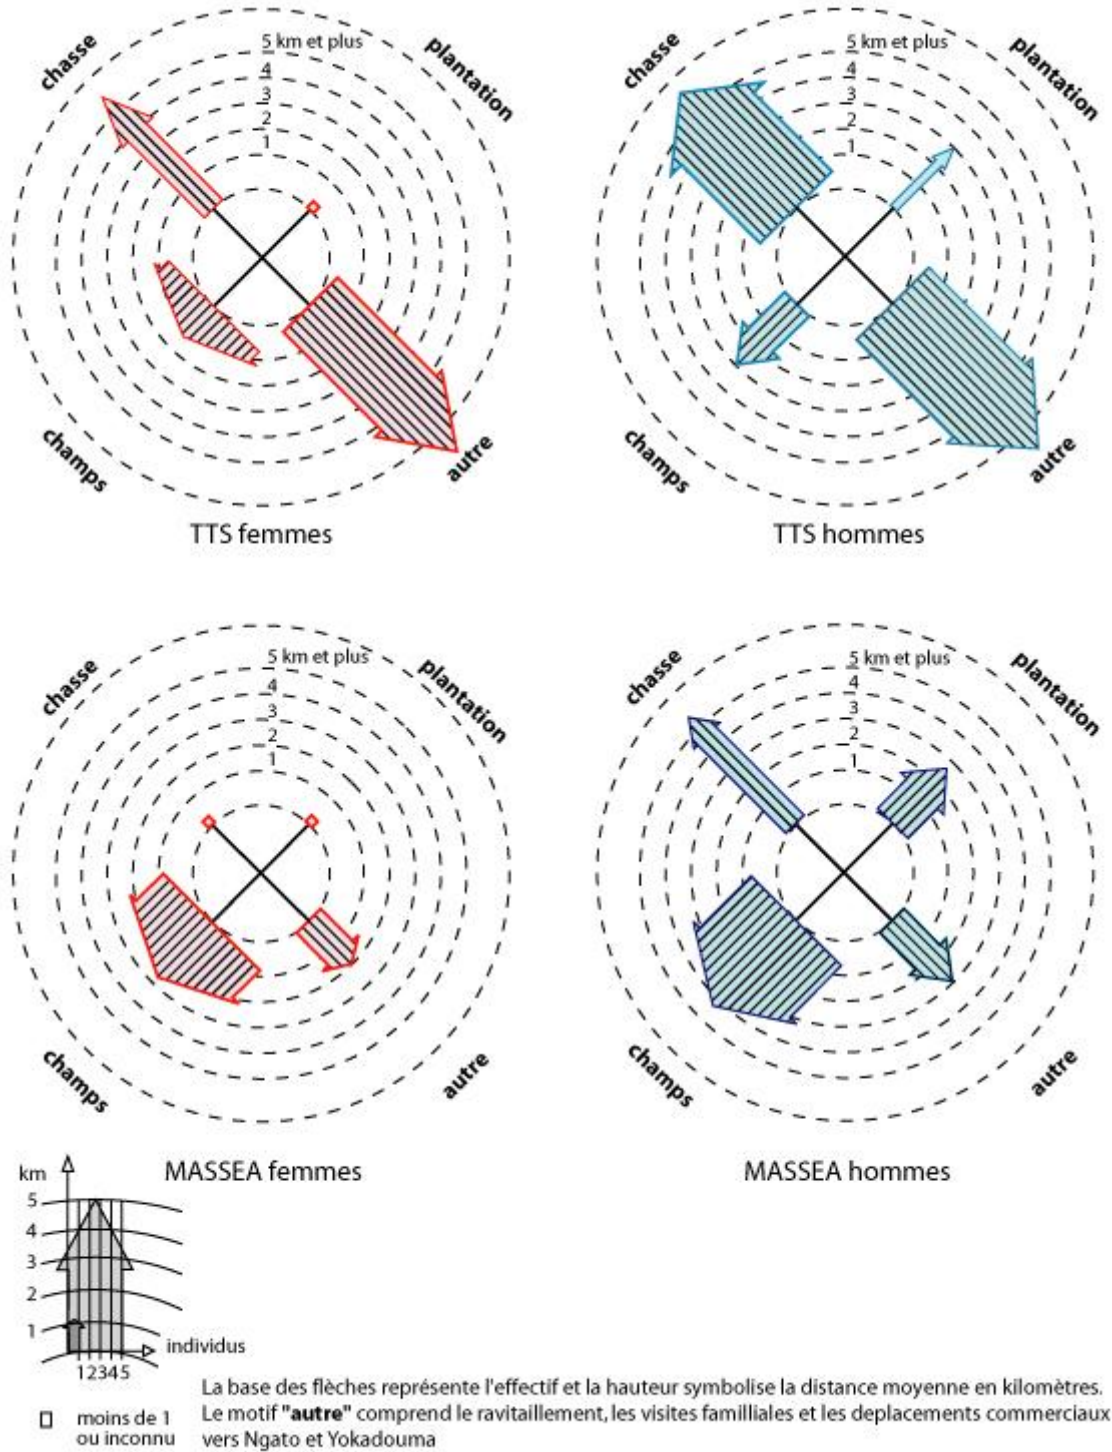 chasse
5 km et plus
plantation
4
3
2
1
champs
autre
TTS femmes
chasse
5 km et plus
plantation
4
3
2
1
champs
autre
TTS hommes
chasse
5 km et plus
plantation
4
3
2
1
champs
autre
MASSEA femmes
chasse
5 km et plus
plantation
4
3
2
1
champs
autre
MASSEA hommes
km
5
4
3
2
1
individus
12345
moins de 1
ou inconnu
La base des flèches représente l'effectif et la hauteur symbolise la distance moyenne en kilomètres.
Le motif "autre" comprend le ravitaillement, les visites familliales et les deplacements commerciaux
vers Ngato et Yokadouma